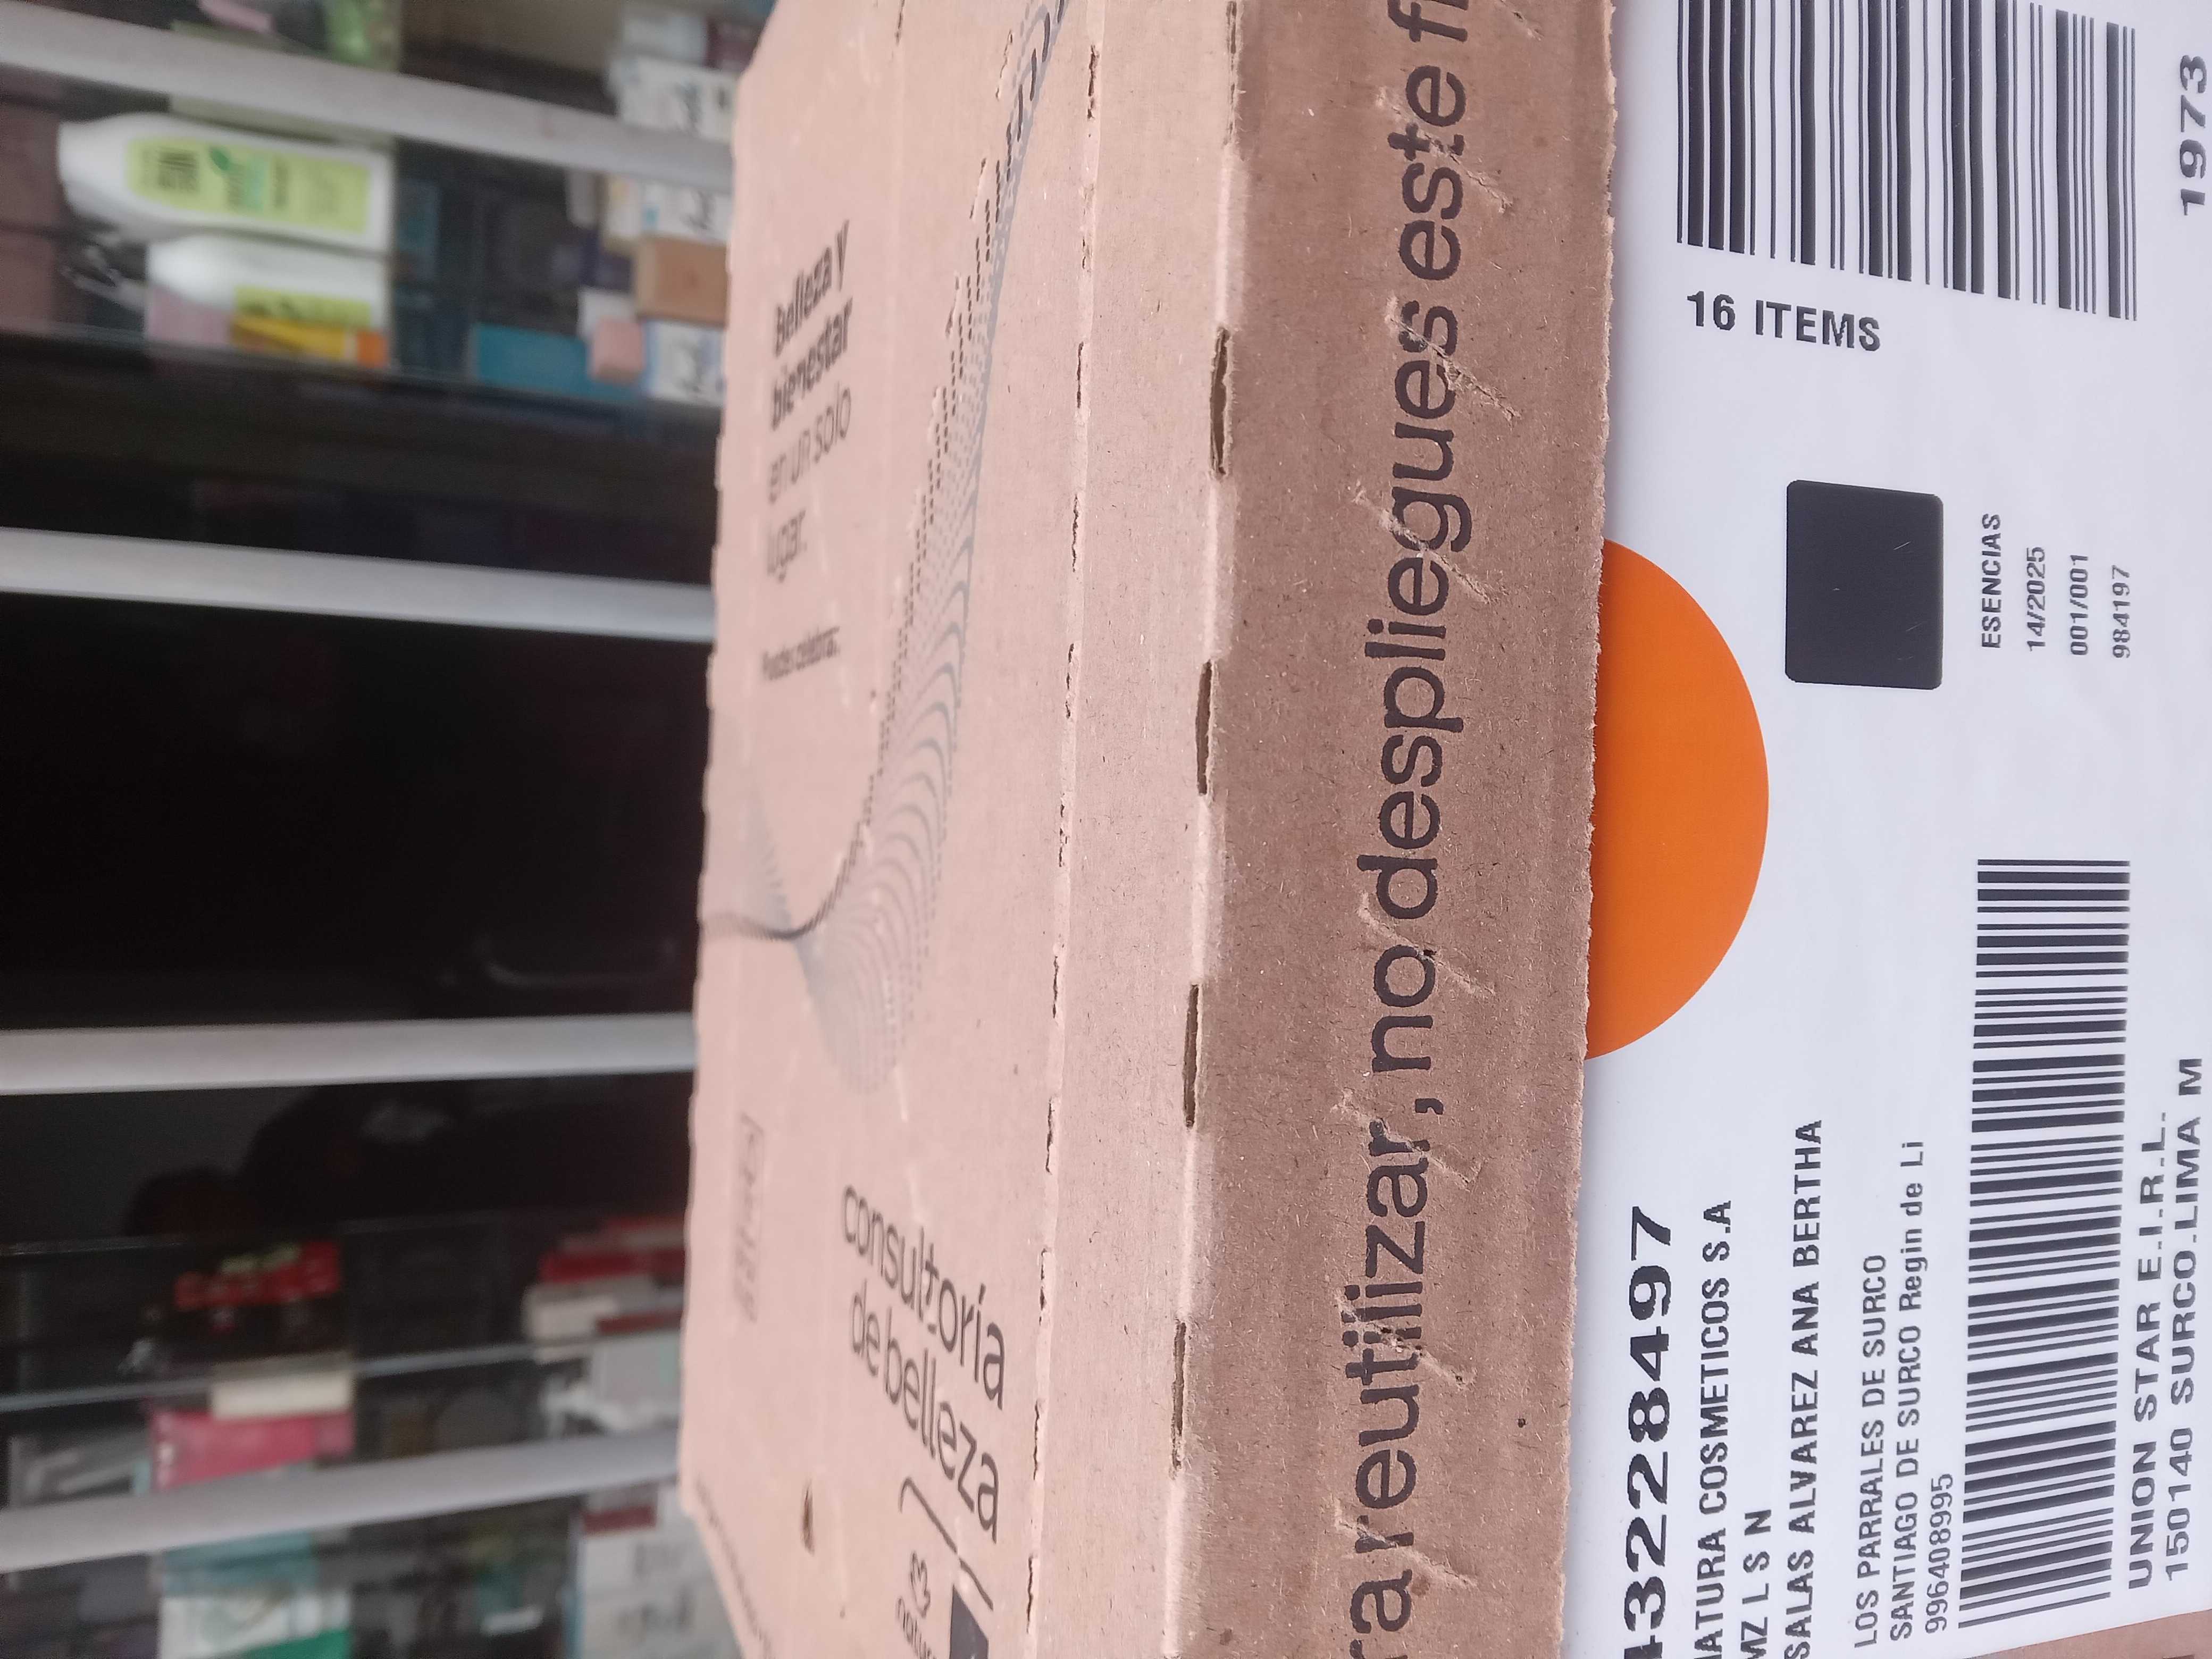 Belleza y
bienestar
en un solo
lugar.
consultoría
de belleza
natura
ra reutilizar, no despliegues este
43228497
NATURA COSMETICOS S.A
MZ L S N
SALAS ALVAREZ ANA BERTHA
LOS PARRALES DE SURCO
SANTIAGO DE SURCO Regin de Li
996408995
UNION STAR E.I.R.L.
150140 SURCO.LIMA M
16 ITEMS
ESENCIAS
14/2025
001/001
984197
1973